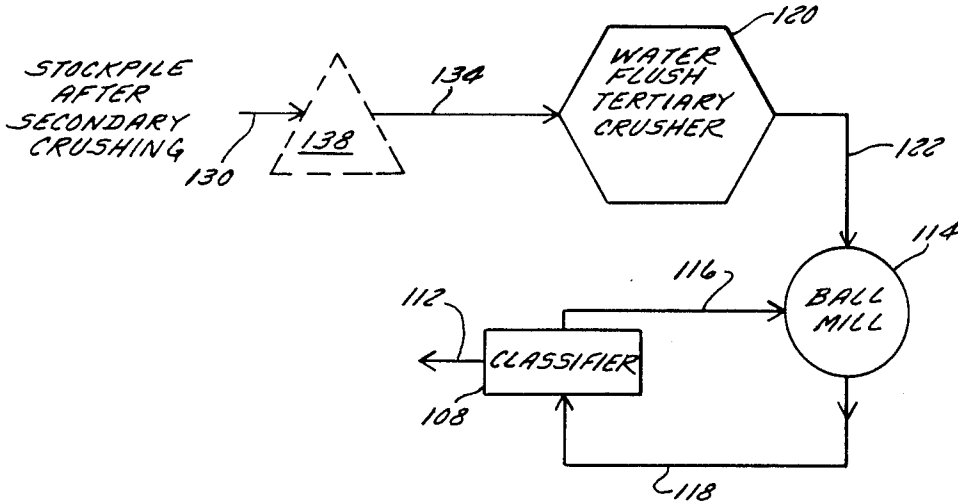 STOCKPILE
AFTER
SECONDARY
CRUSHING
130
138
134
WATER
FLUSH
TERTIARY
CRUSHER
120
122
114
BALL
MILL
116
112
CLASSIFIER
108
118